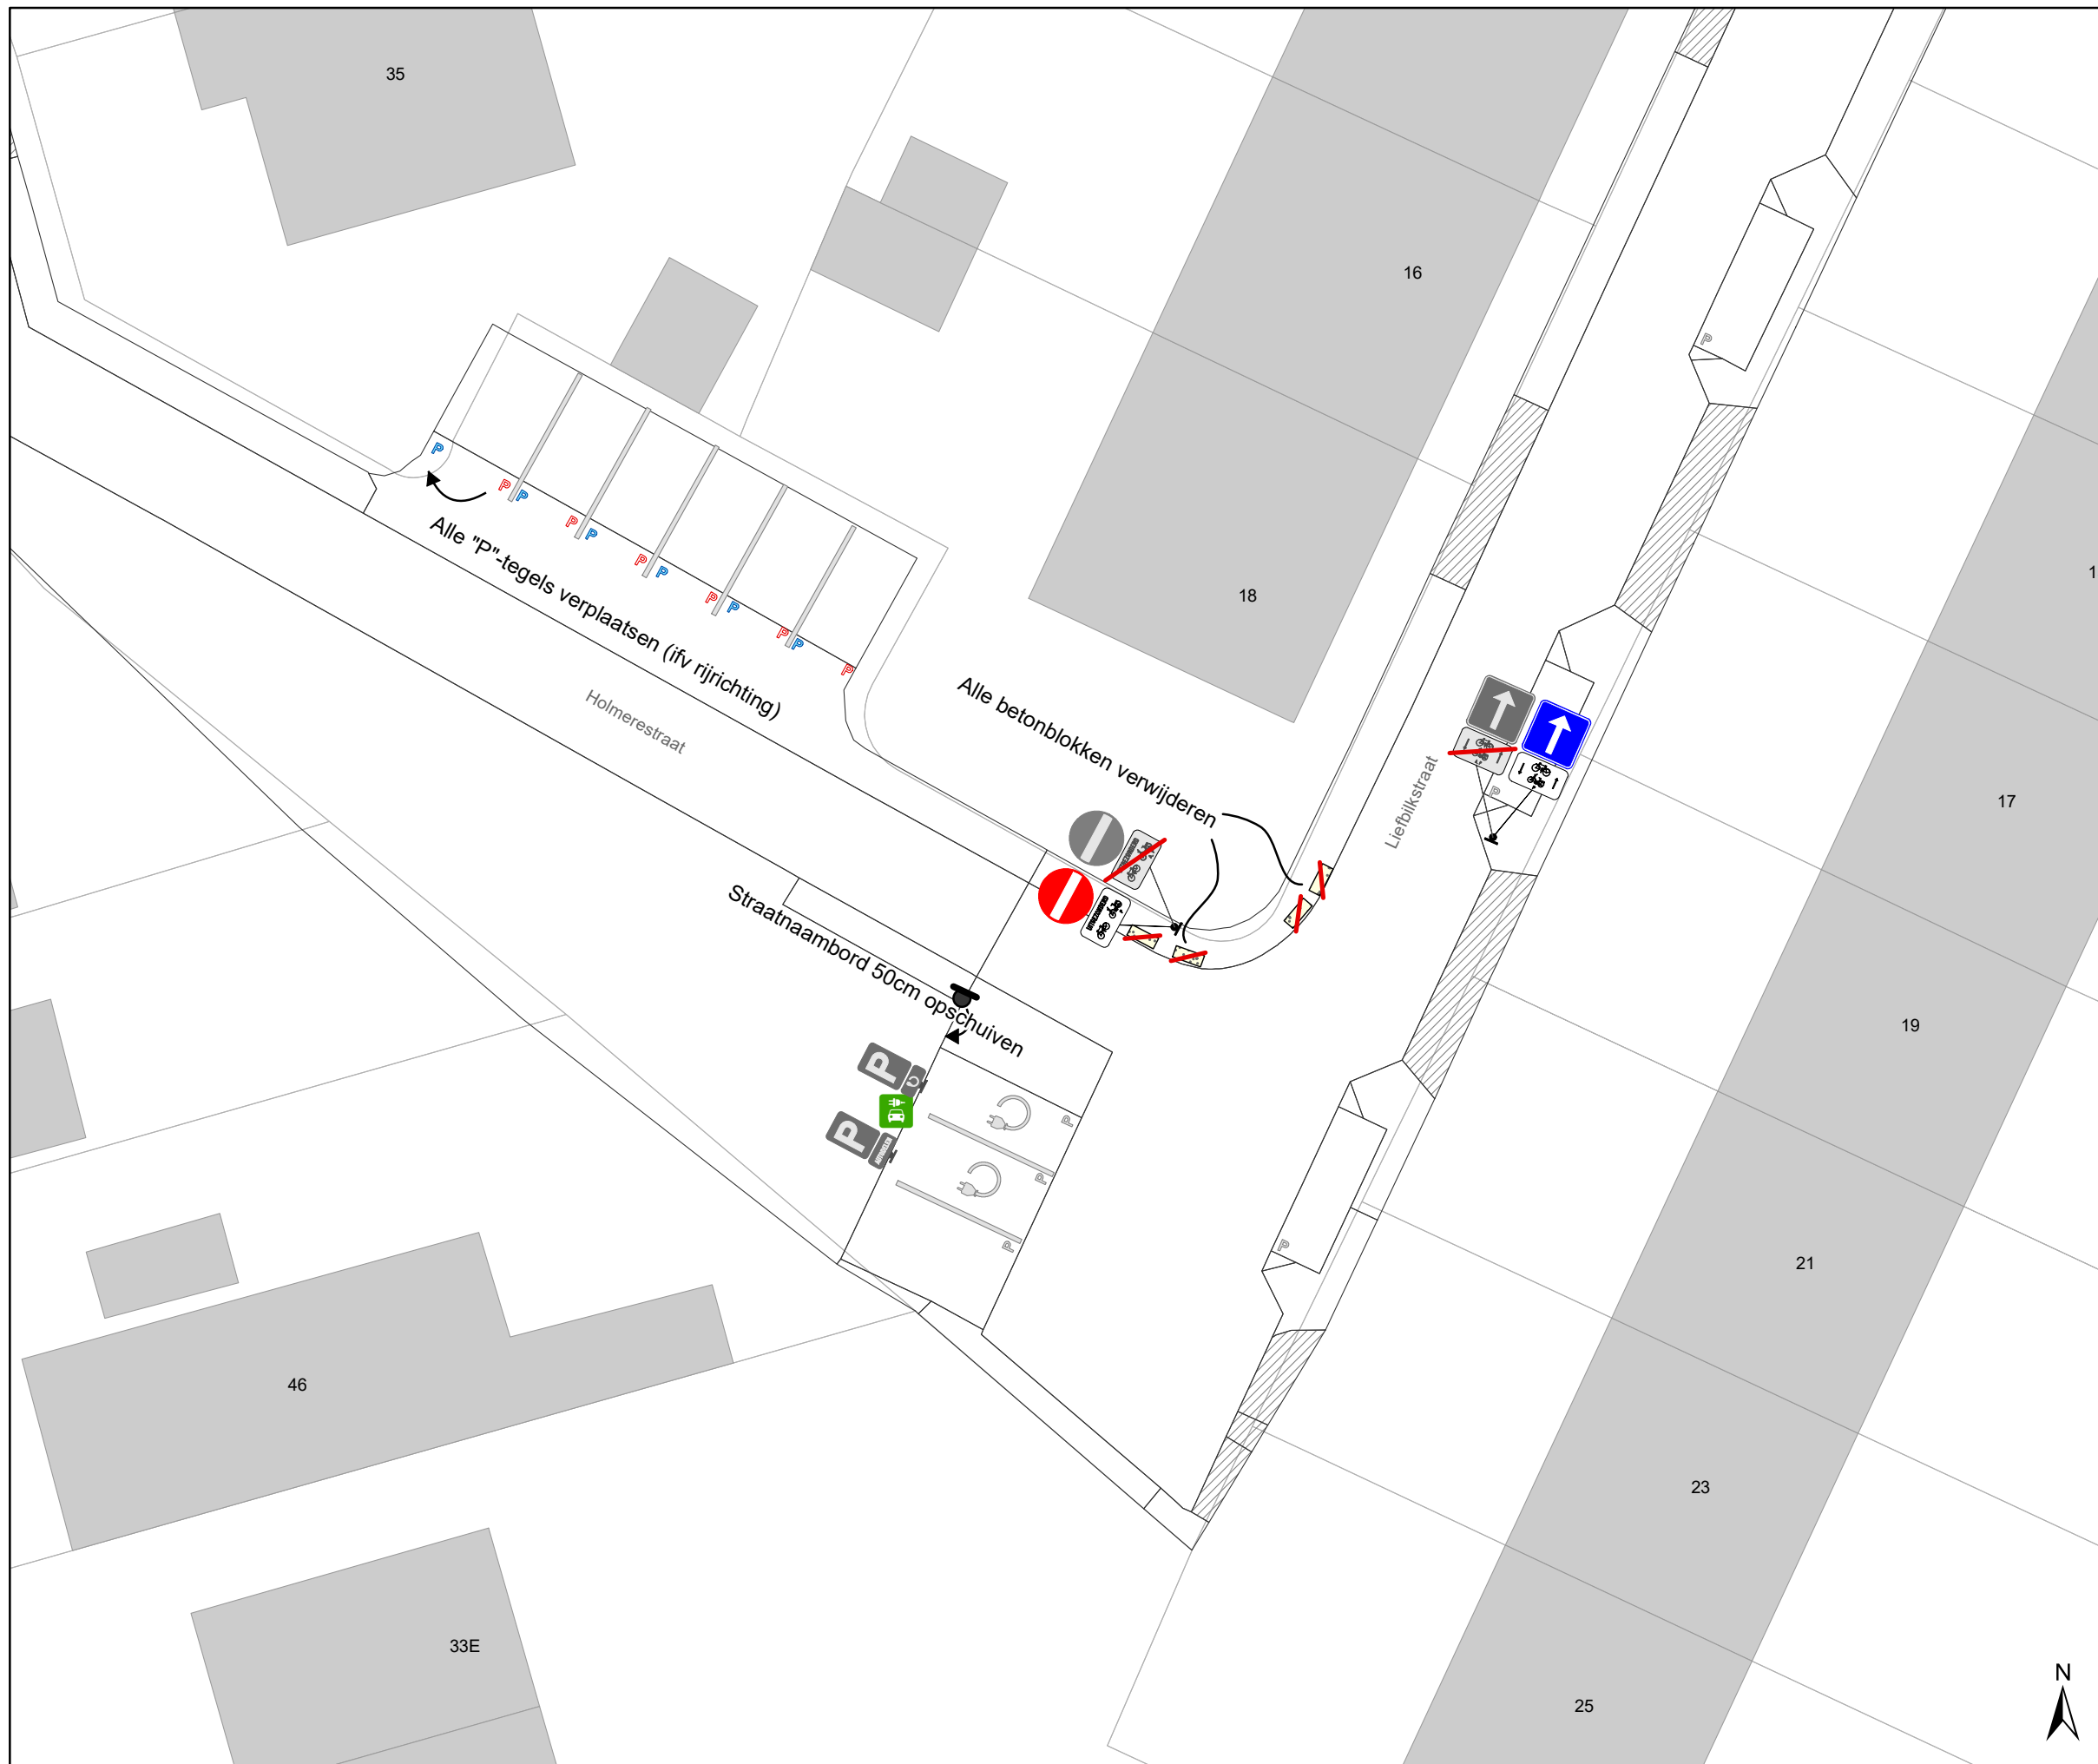 35
16
P
P
P
P
P
P
P
P
P
P
P
P
P
Alle "P"-tegels verplaatsen (ifv rijrichting)
1
18
Holmerestraat
Alle betonblokken verwijderen
Liefbilkstraat
P
17
Straatnaambord 50cm opschuiven
19
P
P
P
P
P
P
21
46
23
33E
25
N